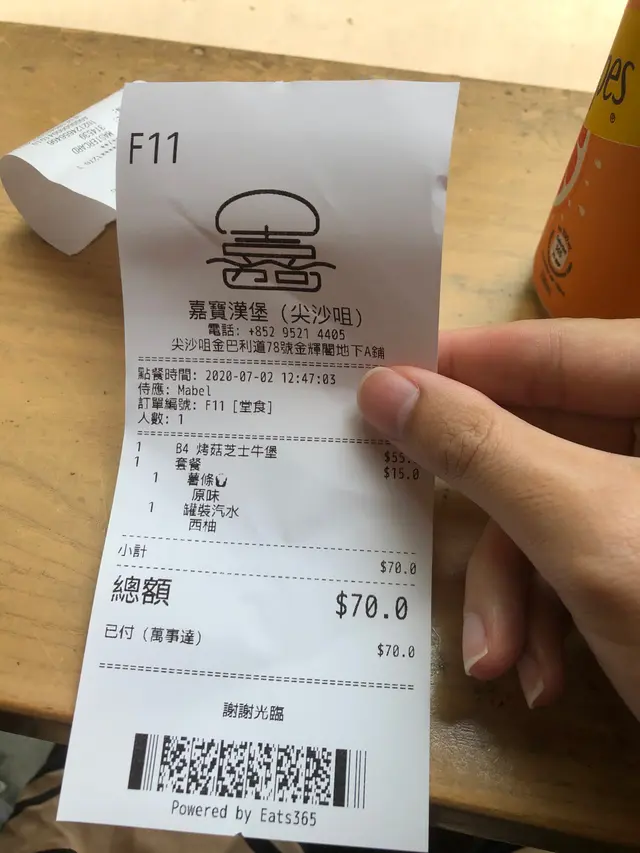 F11
嘉
嘉寶漢堡（尖沙咀）
電話: +852 9521 4405
尖沙咀金巴利道78號金輝閣地下A鋪
點餐時間: 2020-07-02 12:47:03
侍應: Mabel
訂單編號: F11 [堂食]
人數: 1
1 B4 烤菇芝士牛堡 $55.
1 套餐 $15.0
1 薯條
原味
1 罐裝汽水
西柚
小計 $70.0
總額 $70.0
已付（萬事達） $70.0
謝謝光臨
Powered by Eats365
MASTERCARD